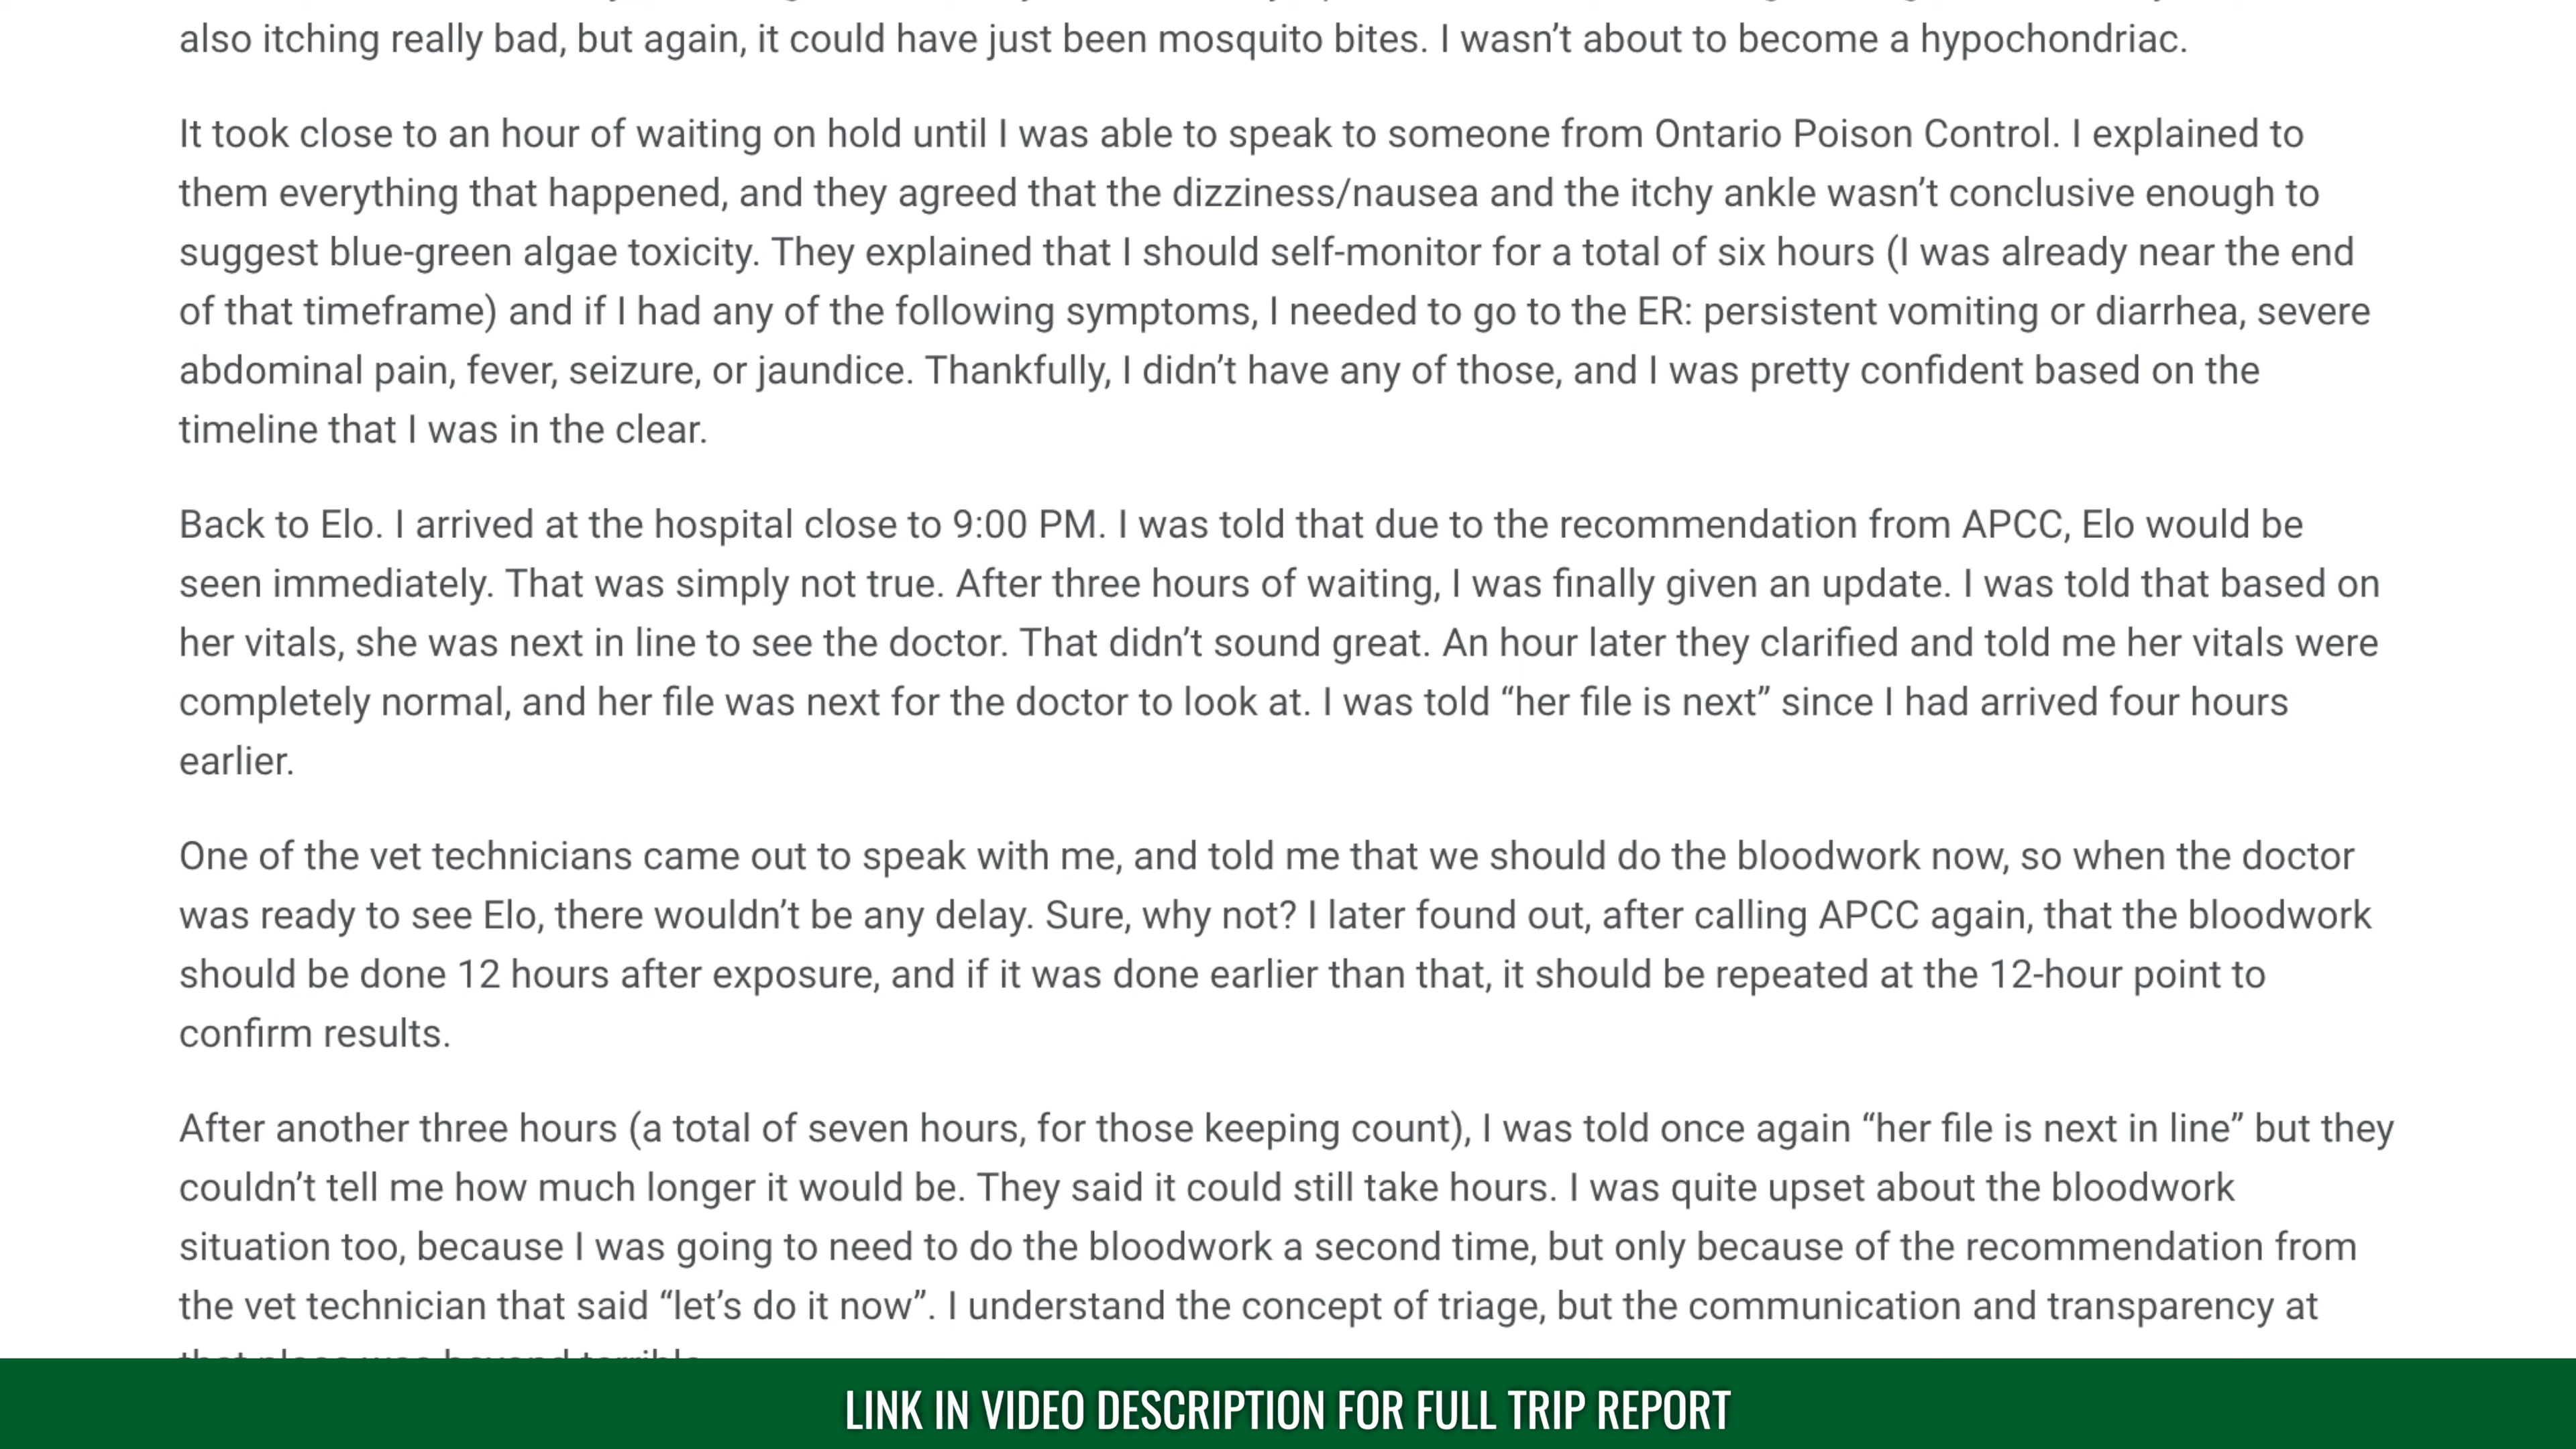 also itching really bad, but again, it could have just been mosquito bites. I wasn’t about to become a hypochondriac.
It took close to an hour of waiting on hold until I was able to speak to someone from Ontario Poison Control. I explained to
them everything that happened, and they agreed that the dizziness/nausea and the itchy ankle wasn’t conclusive enough to
suggest blue-green algae toxicity. They explained that I should self-monitor for a total of six hours (I was already near the end
of that timeframe) and if I had any of the following symptoms, I needed to go to the ER: persistent vomiting or diarrhea, severe
abdominal pain, fever, seizure, or jaundice. Thankfully, I didn’t have any of those, and I was pretty confident based on the
timeline that I was in the clear.
Back to Elo. I arrived at the hospital close to 9:00 PM. I was told that due to the recommendation from APCC, Elo would be
seen immediately. That was simply not true. After three hours of waiting, I was finally given an update. I was told that based on
her vitals, she was next in line to see the doctor. That didn’t sound great. An hour later they clarified and told me her vitals were
completely normal, and her file was next for the doctor to look at. I was told “her file is next” since I had arrived four hours
earlier.
One of the vet technicians came out to speak with me, and told me that we should do the bloodwork now, so when the doctor
was ready to see Elo, there wouldn’t be any delay. Sure, why not? I later found out, after calling APCC again, that the bloodwork
should be done 12 hours after exposure, and if it was done earlier than that, it should be repeated at the 12-hour point to
confirm results.
After another three hours (a total of seven hours, for those keeping count), I was told once again “her file is next in line” but they
couldn’t tell me how much longer it would be. They said it could still take hours. I was quite upset about the bloodwork
situation too, because I was going to need to do the bloodwork a second time, but only because of the recommendation from
the vet technician that said “let’s do it now”. I understand the concept of triage, but the communication and transparency at
that place was beyond terrible.
LINK IN VIDEO DESCRIPTION FOR FULL TRIP REPORT